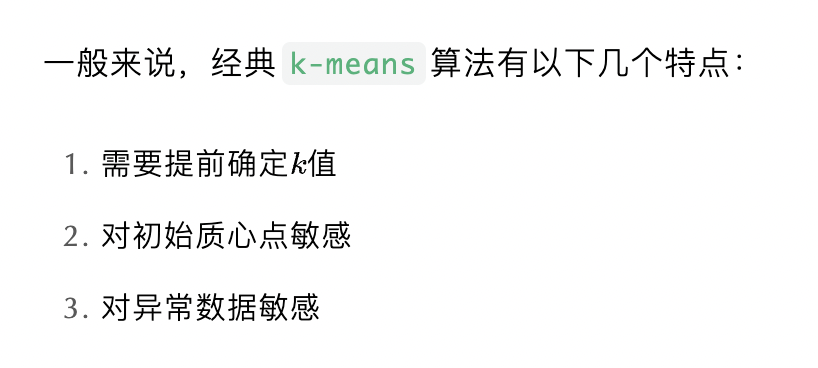 一般来说，经典 k-means 算法有以下几个特点：
1. 需要提前确定k值
2. 对初始质心点敏感
3. 对异常数据敏感